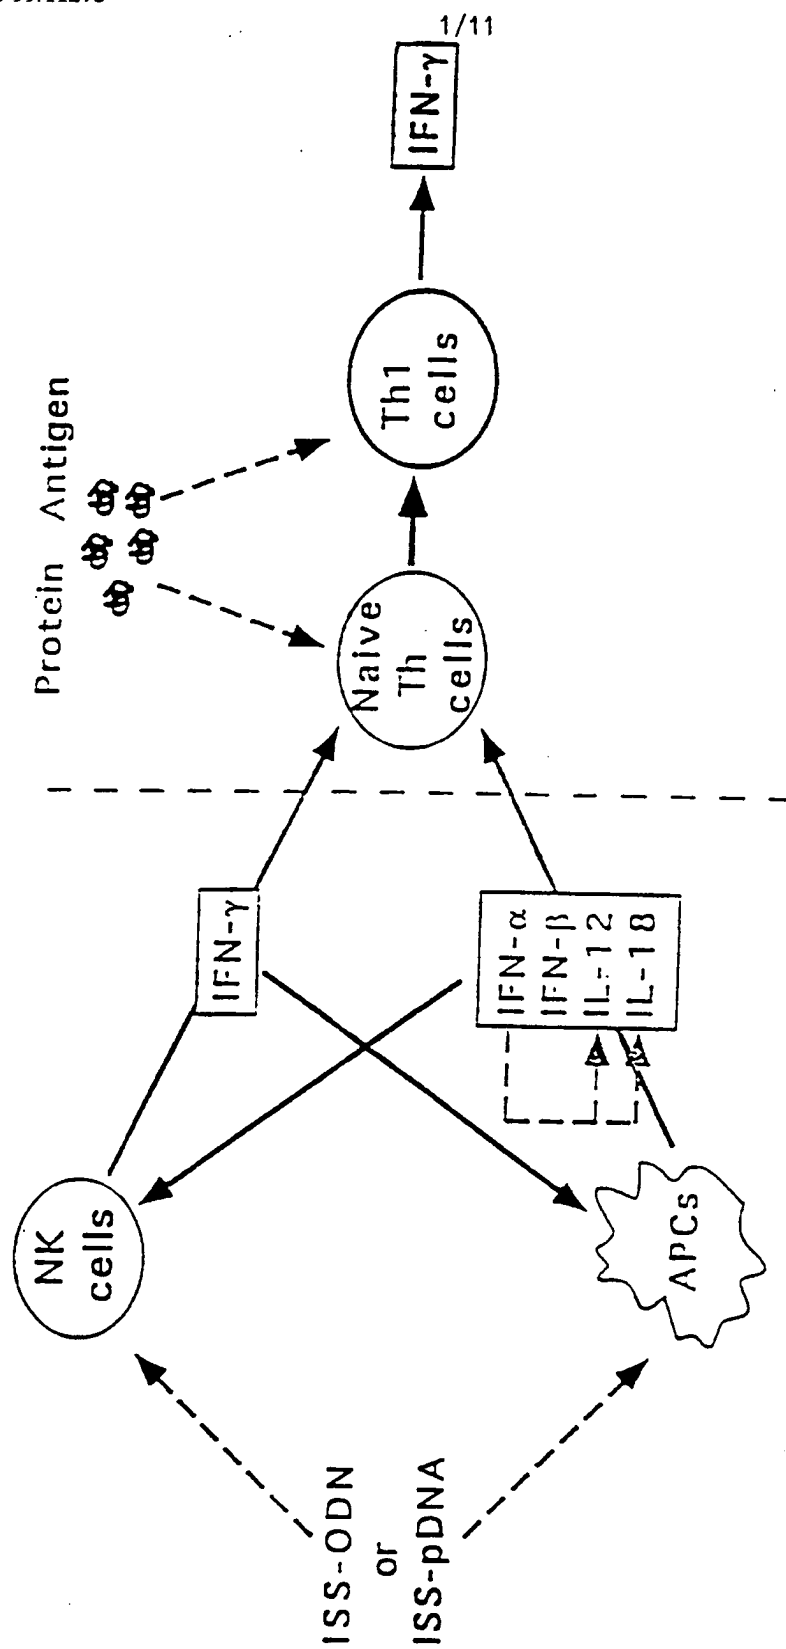 1/11
ISS-ODN
or
ISS-pDNA
NK
cells
APCs
IFN-γ
IFN-α
IFN-β
IL-12
IL-18
Protein Antigen
Naive
Th
cells
Th1
cells
IFN-γ